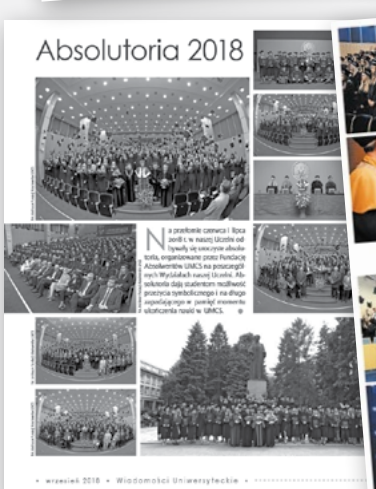 Absolutoria 2018
Na przełomie czerwca i lipca
2018 r. w naszej Uczelni od-
bywały się uroczyste absolu-
toria, organizowane przez Fundację
Absolwentów UMCS na poszczegól-
nych Wydziałach naszej Uczelni. Ab-
solutoria dają studentom możliwość
przeżycia symbolicznego i na długo
zapadającego w pamięć momentu
ukończenia nauki w UMCS.
• wrzesień 2018 • Wiadomości Uniwersyteckie •